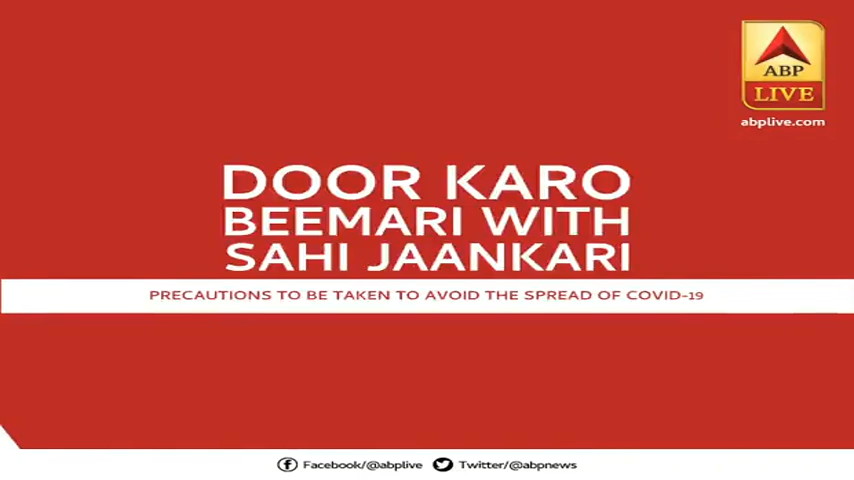 ABP
LIVE
abplive.com
DOOR KARO
BEEMARI WITH
SAHI JAANKARI
PRECAUTIONS TO BE TAKEN TO AVOID THE SPREAD OF COVID-19
Facebook/@abplive Twitter/@abpnews